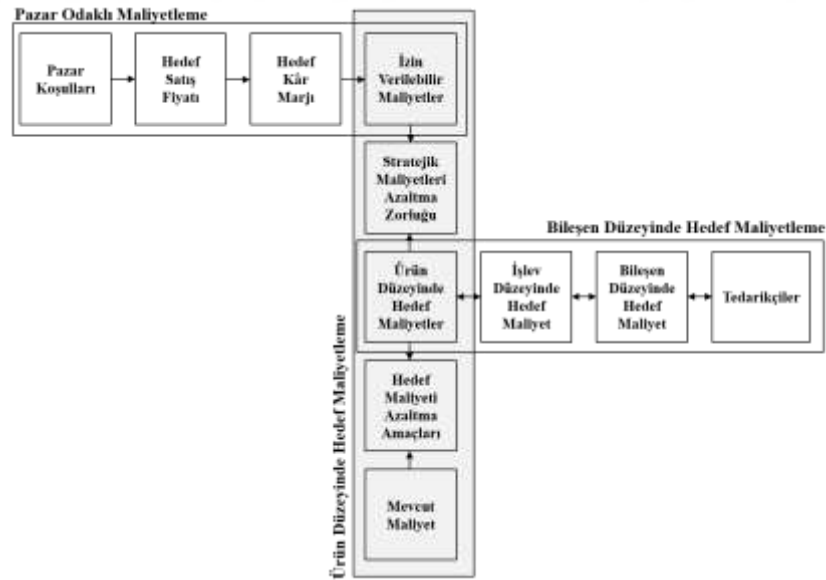 Pazar Odaklı Maliyetleme
Pazar
Koşulları
Hedef
Satış
Fiyatı
Hedef
Kâr
Marjı
İzin
Verilebilir
Maliyetler
Stratejik
Maliyetleri
Azaltma
Zorluğu
Bileşen Düzeyinde Hedef Maliyetleme
Ürün
Düzeyinde
Hedef
Maliyetler
İşlev
Düzeyinde
Hedef
Maliyet
Bileşen
Düzeyinde
Hedef
Maliyet
Tedarikçiler
Hedef
Maliyeti
Azaltma
Amaçları
Mevcut
Maliyet
Ürün Düzeyinde Hedef Maliyetleme